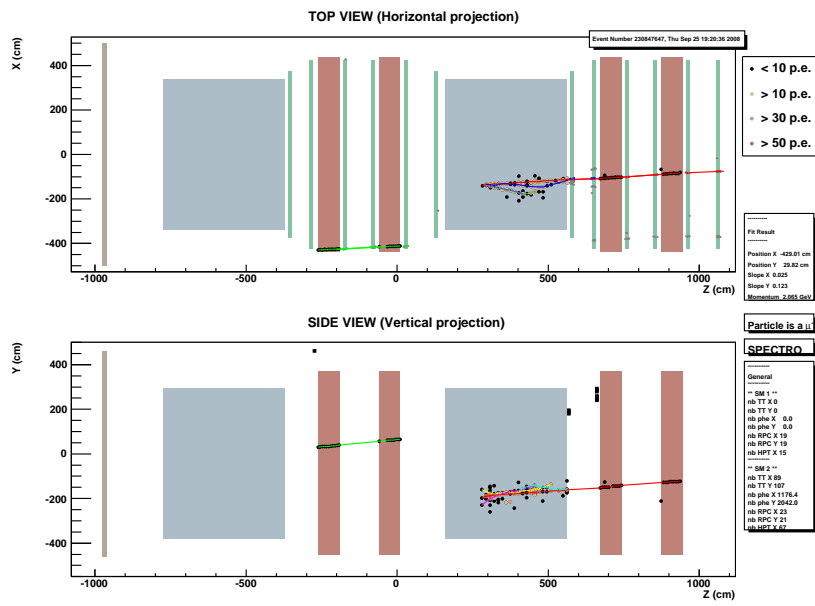 TOP VIEW (Horizontal projection)
Event Number 230847647, Thu Sep 25 19:20:36 2008
X (cm)
400
200
0
-200
-400
-1000
-500
0
500
1000
Z (cm)
< 10 p.e.
> 10 p.e.
> 30 p.e.
> 50 p.e.
----------
Fit Result
----------
Position X -429.01 cm
Position Y 29.82 cm
Slope X 0.025
Slope Y 0.123
Momentum 2.065 GeV
SIDE VIEW (Vertical projection)
Y (cm)
400
200
0
-200
-400
-1000
-500
0
500
1000
Z (cm)
Particle is a μ
SPECTRO
----------
General
----------
** SM 1 **
nb TT X 0
nb TT Y 0
nb phe X 0.0
nb phe Y 0.0
nb RPC X 19
nb RPC Y 19
nb HPT X 15
----------
** SM 2 **
nb TT X 89
nb TT Y 107
nb phe X 1176.4
nb phe Y 2042.0
nb RPC X 23
nb RPC Y 21
nb HPT X 67